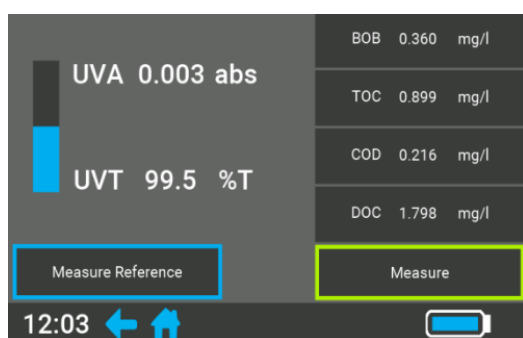 UVA 0.003 abs
UVT 99.5 %T
BOB 0.360 mg/l
TOC 0.899 mg/l
COD 0.216 mg/l
DOC 1.798 mg/l
Measure Reference
Measure
12:03